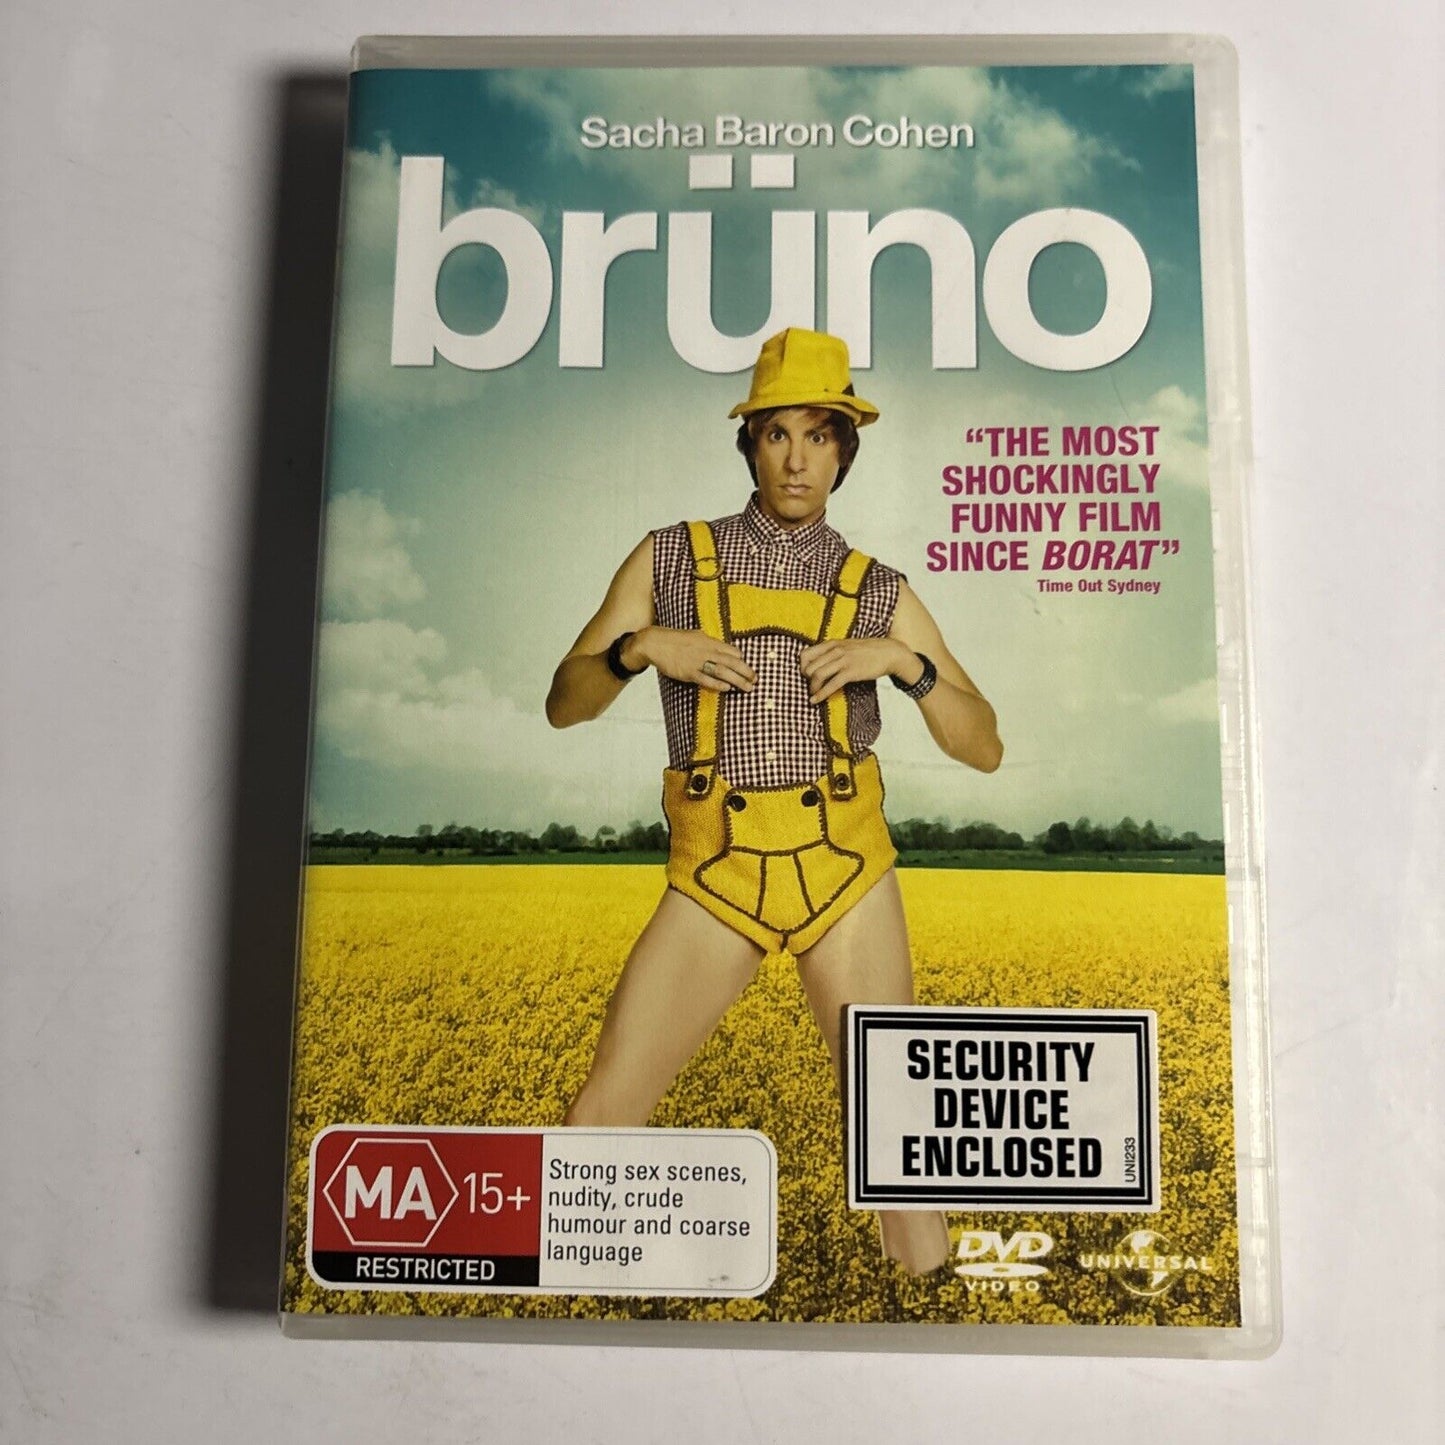 Sacha Baron Cohen
brüno
“THE MOST
SHOCKINGLY
FUNNY FILM
SINCE BORAT”
Time Out Sydney
SECURITY
DEVICE
ENCLOSED
UNI233
MA 15+
RESTRICTED
Strong sex scenes,
nudity, crude
humour and coarse
language
DVD
VIDEO
UNIVERSAL